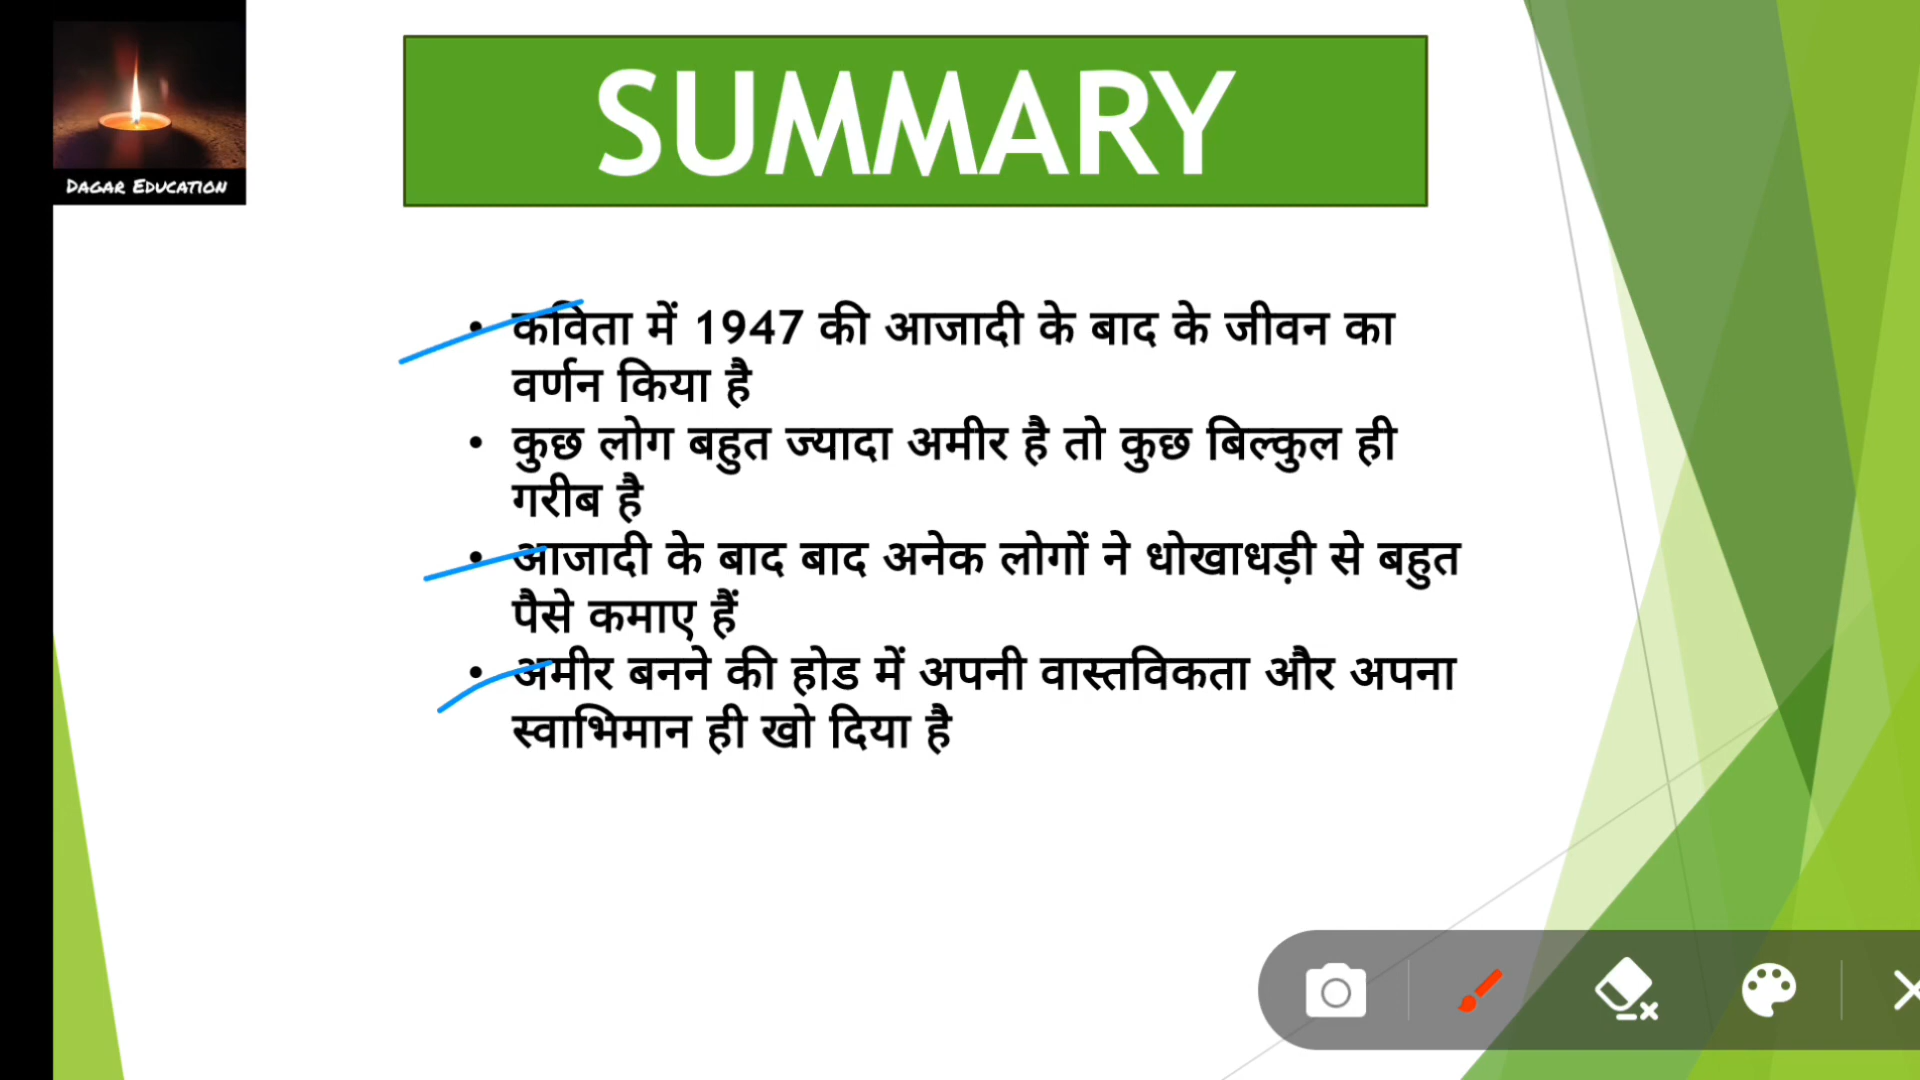 DAGAR EDUCATION
SUMMARY
• कविता में 1947 की आजादी के बाद के जीवन का
वर्णन किया है
• कुछ लोग बहुत ज्यादा अमीर है तो कुछ बिल्कुल ही
गरीब है
• आजादी के बाद बाद अनेक लोगों ने धोखाधड़ी से बहुत
पैसे कमाए हैं
• अमीर बनने की होड में अपनी वास्तविकता और अपना
स्वाभिमान ही खो दिया है